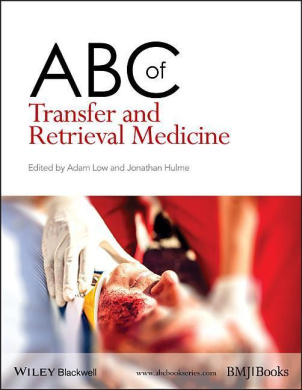 ABC of
Transfer and
Retrieval Medicine
Edited by Adam Low and Jonathan Hulme
WILEY Blackwell
www.abcbookseries.com
BMJ|Books